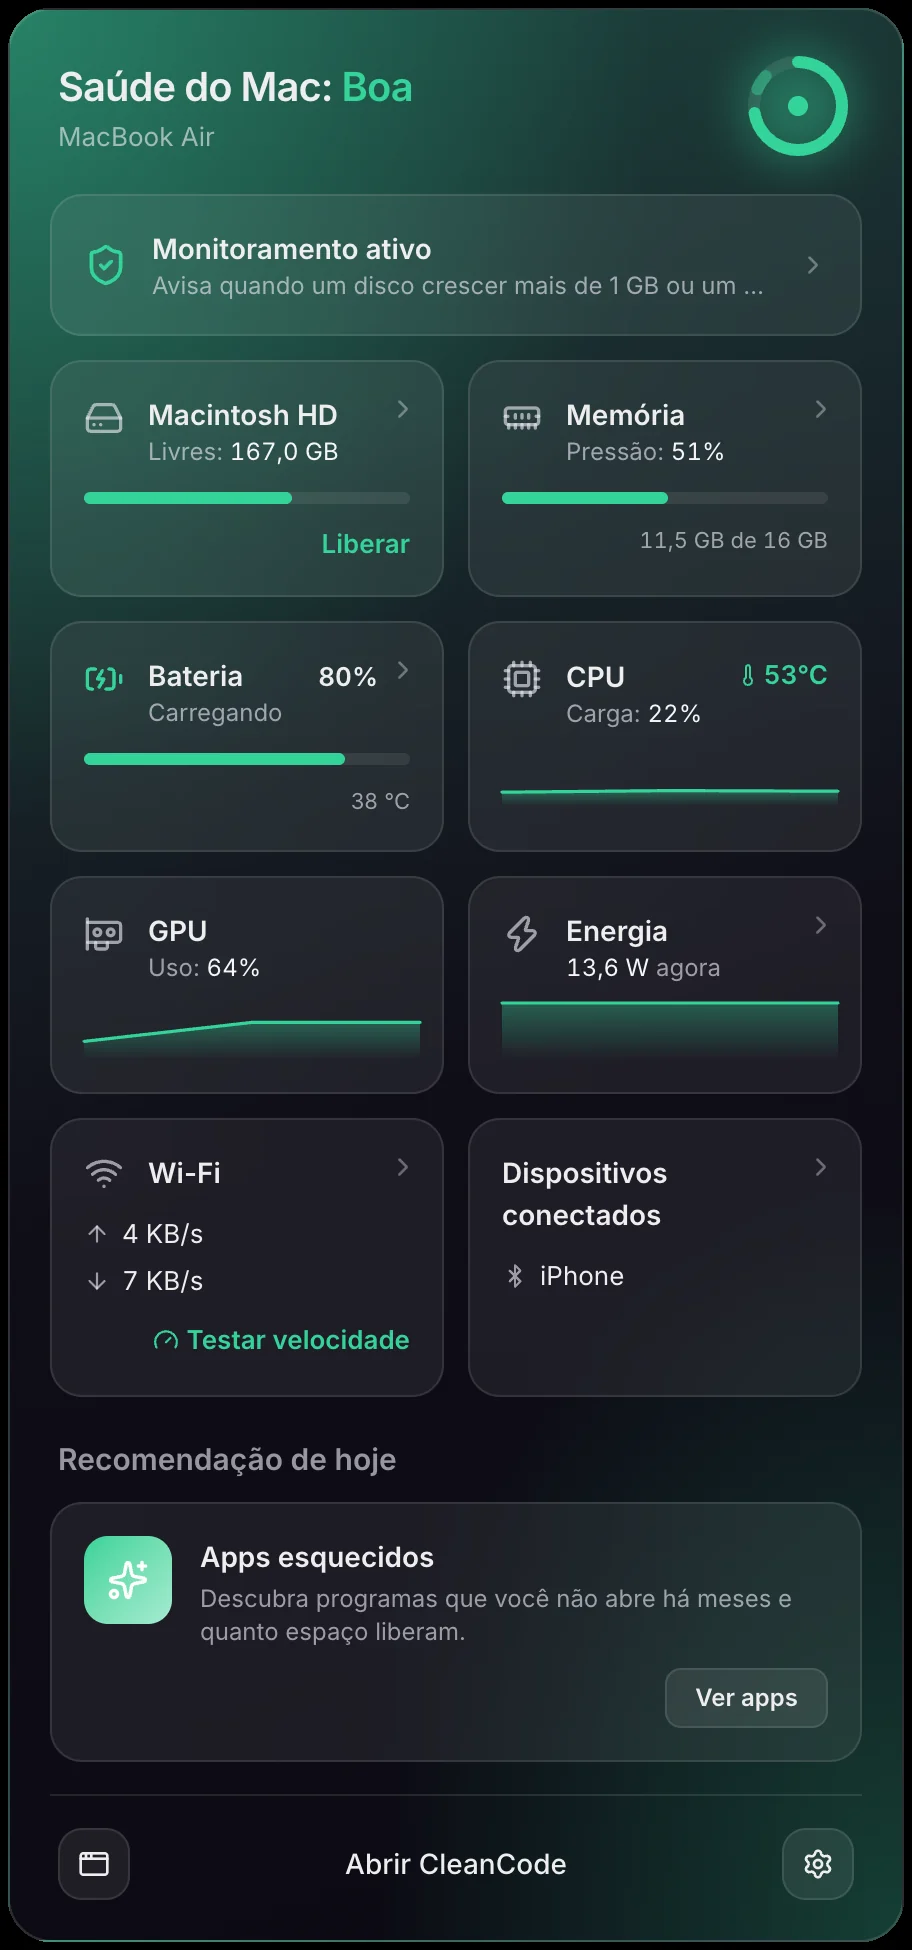 Saúde do Mac: Boa
MacBook Air
Monitoramento ativo
Avisa quando um disco crescer mais de 1 GB ou um ...
Macintosh HD
Livres: 167,0 GB
Liberar
Memória
Pressão: 51%
11,5 GB de 16 GB
Bateria 80%
Carregando
38 °C
CPU 53°C
Carga: 22%
GPU
Uso: 64%
Energia
13,6 W agora
Wi-Fi
4 KB/s
7 KB/s
Testar velocidade
Dispositivos
conectados
iPhone
Recomendação de hoje
Apps esquecidos
Descubra programas que você não abre há meses e
quanto espaço liberam.
Ver apps
Abrir CleanCode